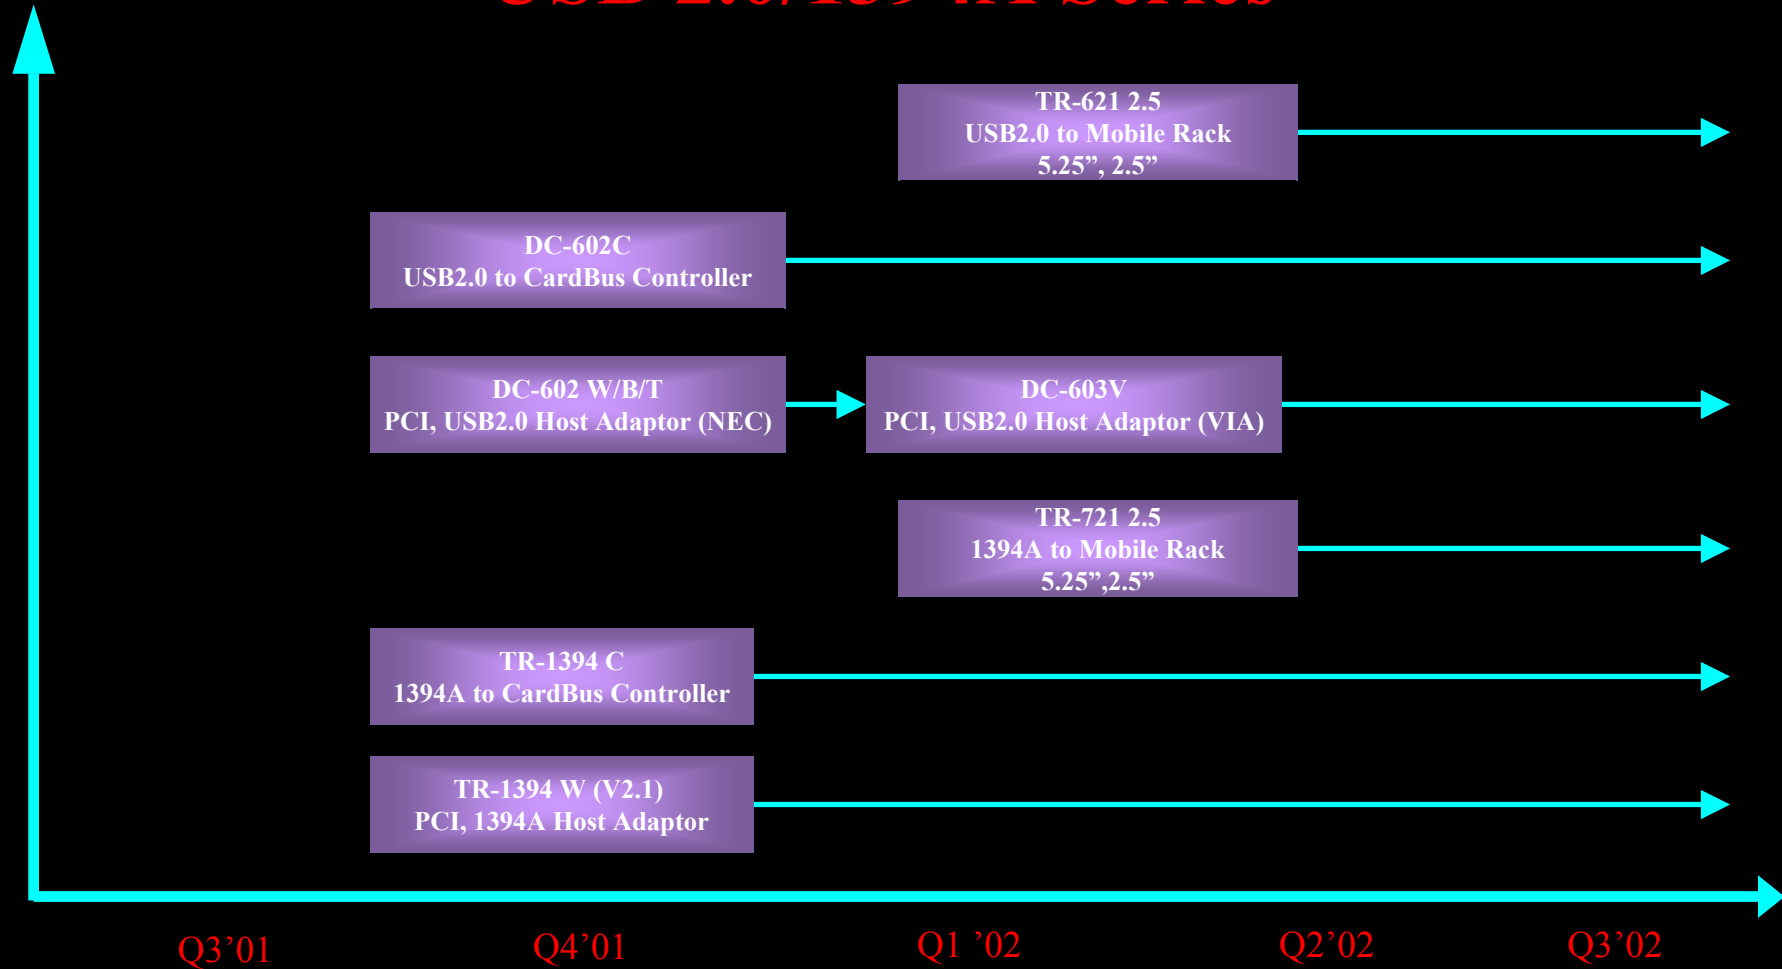 TR-621 2.5
USB2.0 to Mobile Rack
5.25”, 2.5”
DC-602C
USB2.0 to CardBus Controller
DC-602 W/B/T
PCI, USB2.0 Host Adaptor (NEC)
DC-603V
PCI, USB2.0 Host Adaptor (VIA)
TR-721 2.5
1394A to Mobile Rack
5.25”,2.5”
TR-1394 C
1394A to CardBus Controller
TR-1394 W (V2.1)
PCI, 1394A Host Adaptor
Q3’01
Q4’01
Q1 ’02
Q2’02
Q3’02